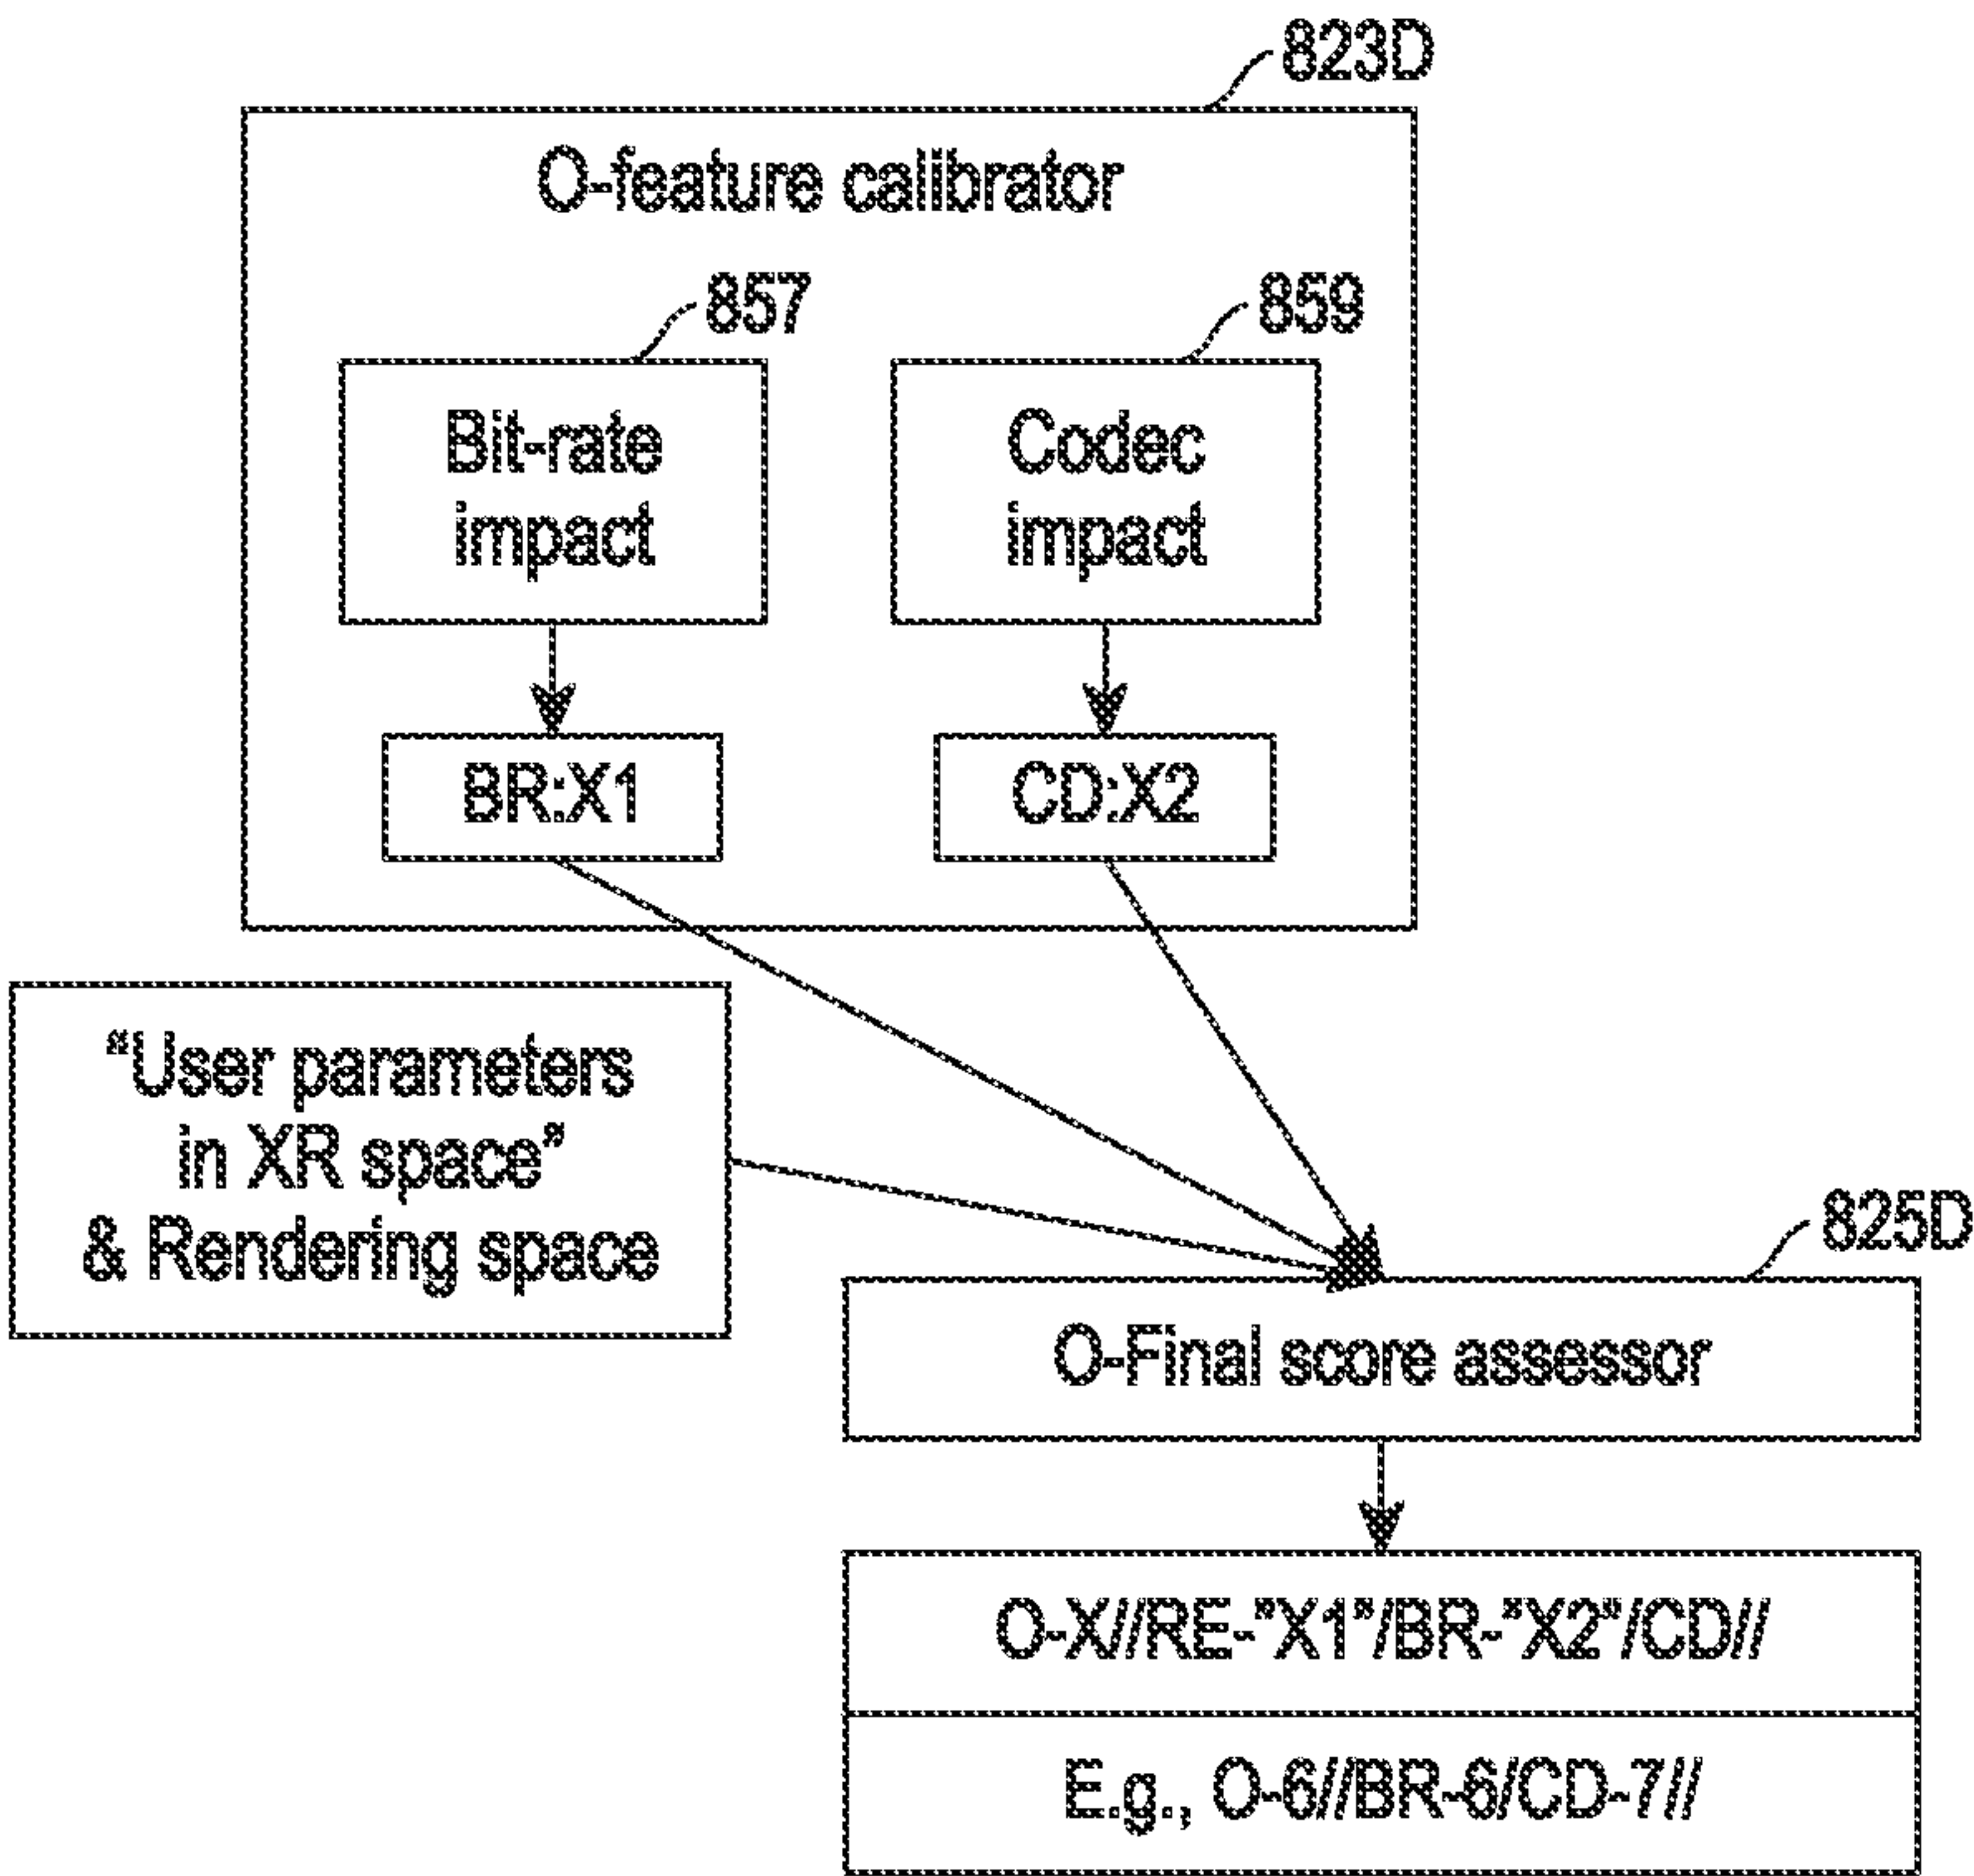 823D
O-feature calibrator
857
859
Bit-rate
impact
Codec
impact
BR:X1
CD:X2
“User parameters
in XR space”
& Rendering space
825D
O-Final score assessor
O-X//RE-”X1”/BR-”X2”/CD//
E.g., O-6//BR-6/CD-7//